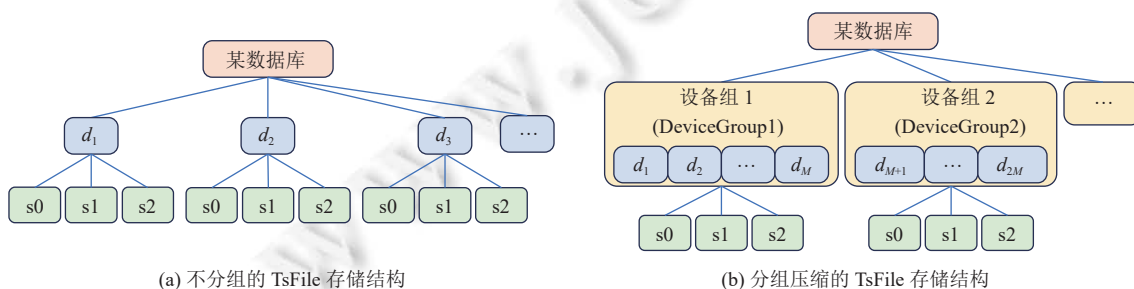 某数据库
d1 d2 d3 …
s0 s1 s2 s0 s1 s2 s0 s1 s2
(a) 不分组的 TsFile 存储结构
某数据库
设备组 1 设备组 2 …
(DeviceGroup1) (DeviceGroup2)
d1 d2 … dM dM+1 … d2M
s0 s1 s2 s0 s1 s2
(b) 分组压缩的 TsFile 存储结构
www.j